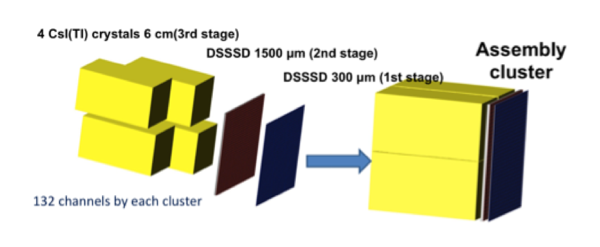 4 CsI(Tl) crystals 6 cm(3rd stage)
DSSSD 1500 μm (2nd stage)
DSSSD 300 μm (1st stage)
Assembly
cluster
132 channels by each cluster